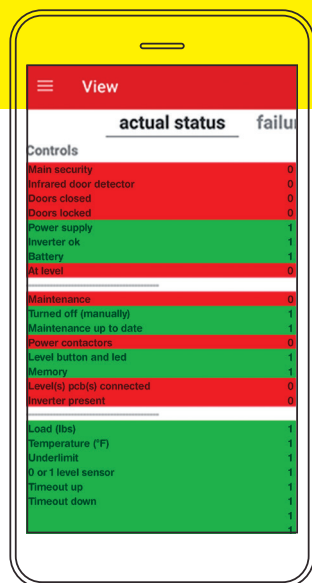 View
actual status failur
Controls
Main security 0
Infrared door detector 0
Doors closed 0
Doors locked 0
Power supply 1
Inverter ok 1
Battery 1
At level 0
Maintenance 0
Turned off (manually) 1
Maintenance up to date 1
Power contactors 0
Level button and led 1
Memory 1
Level(s) pcb(s) connected 0
Inverter present 0
Load (lbs) 1
Temperature (°F) 1
Underlimit 1
0 or 1 level sensor 1
Timeout up 1
Timeout down 1
1
1